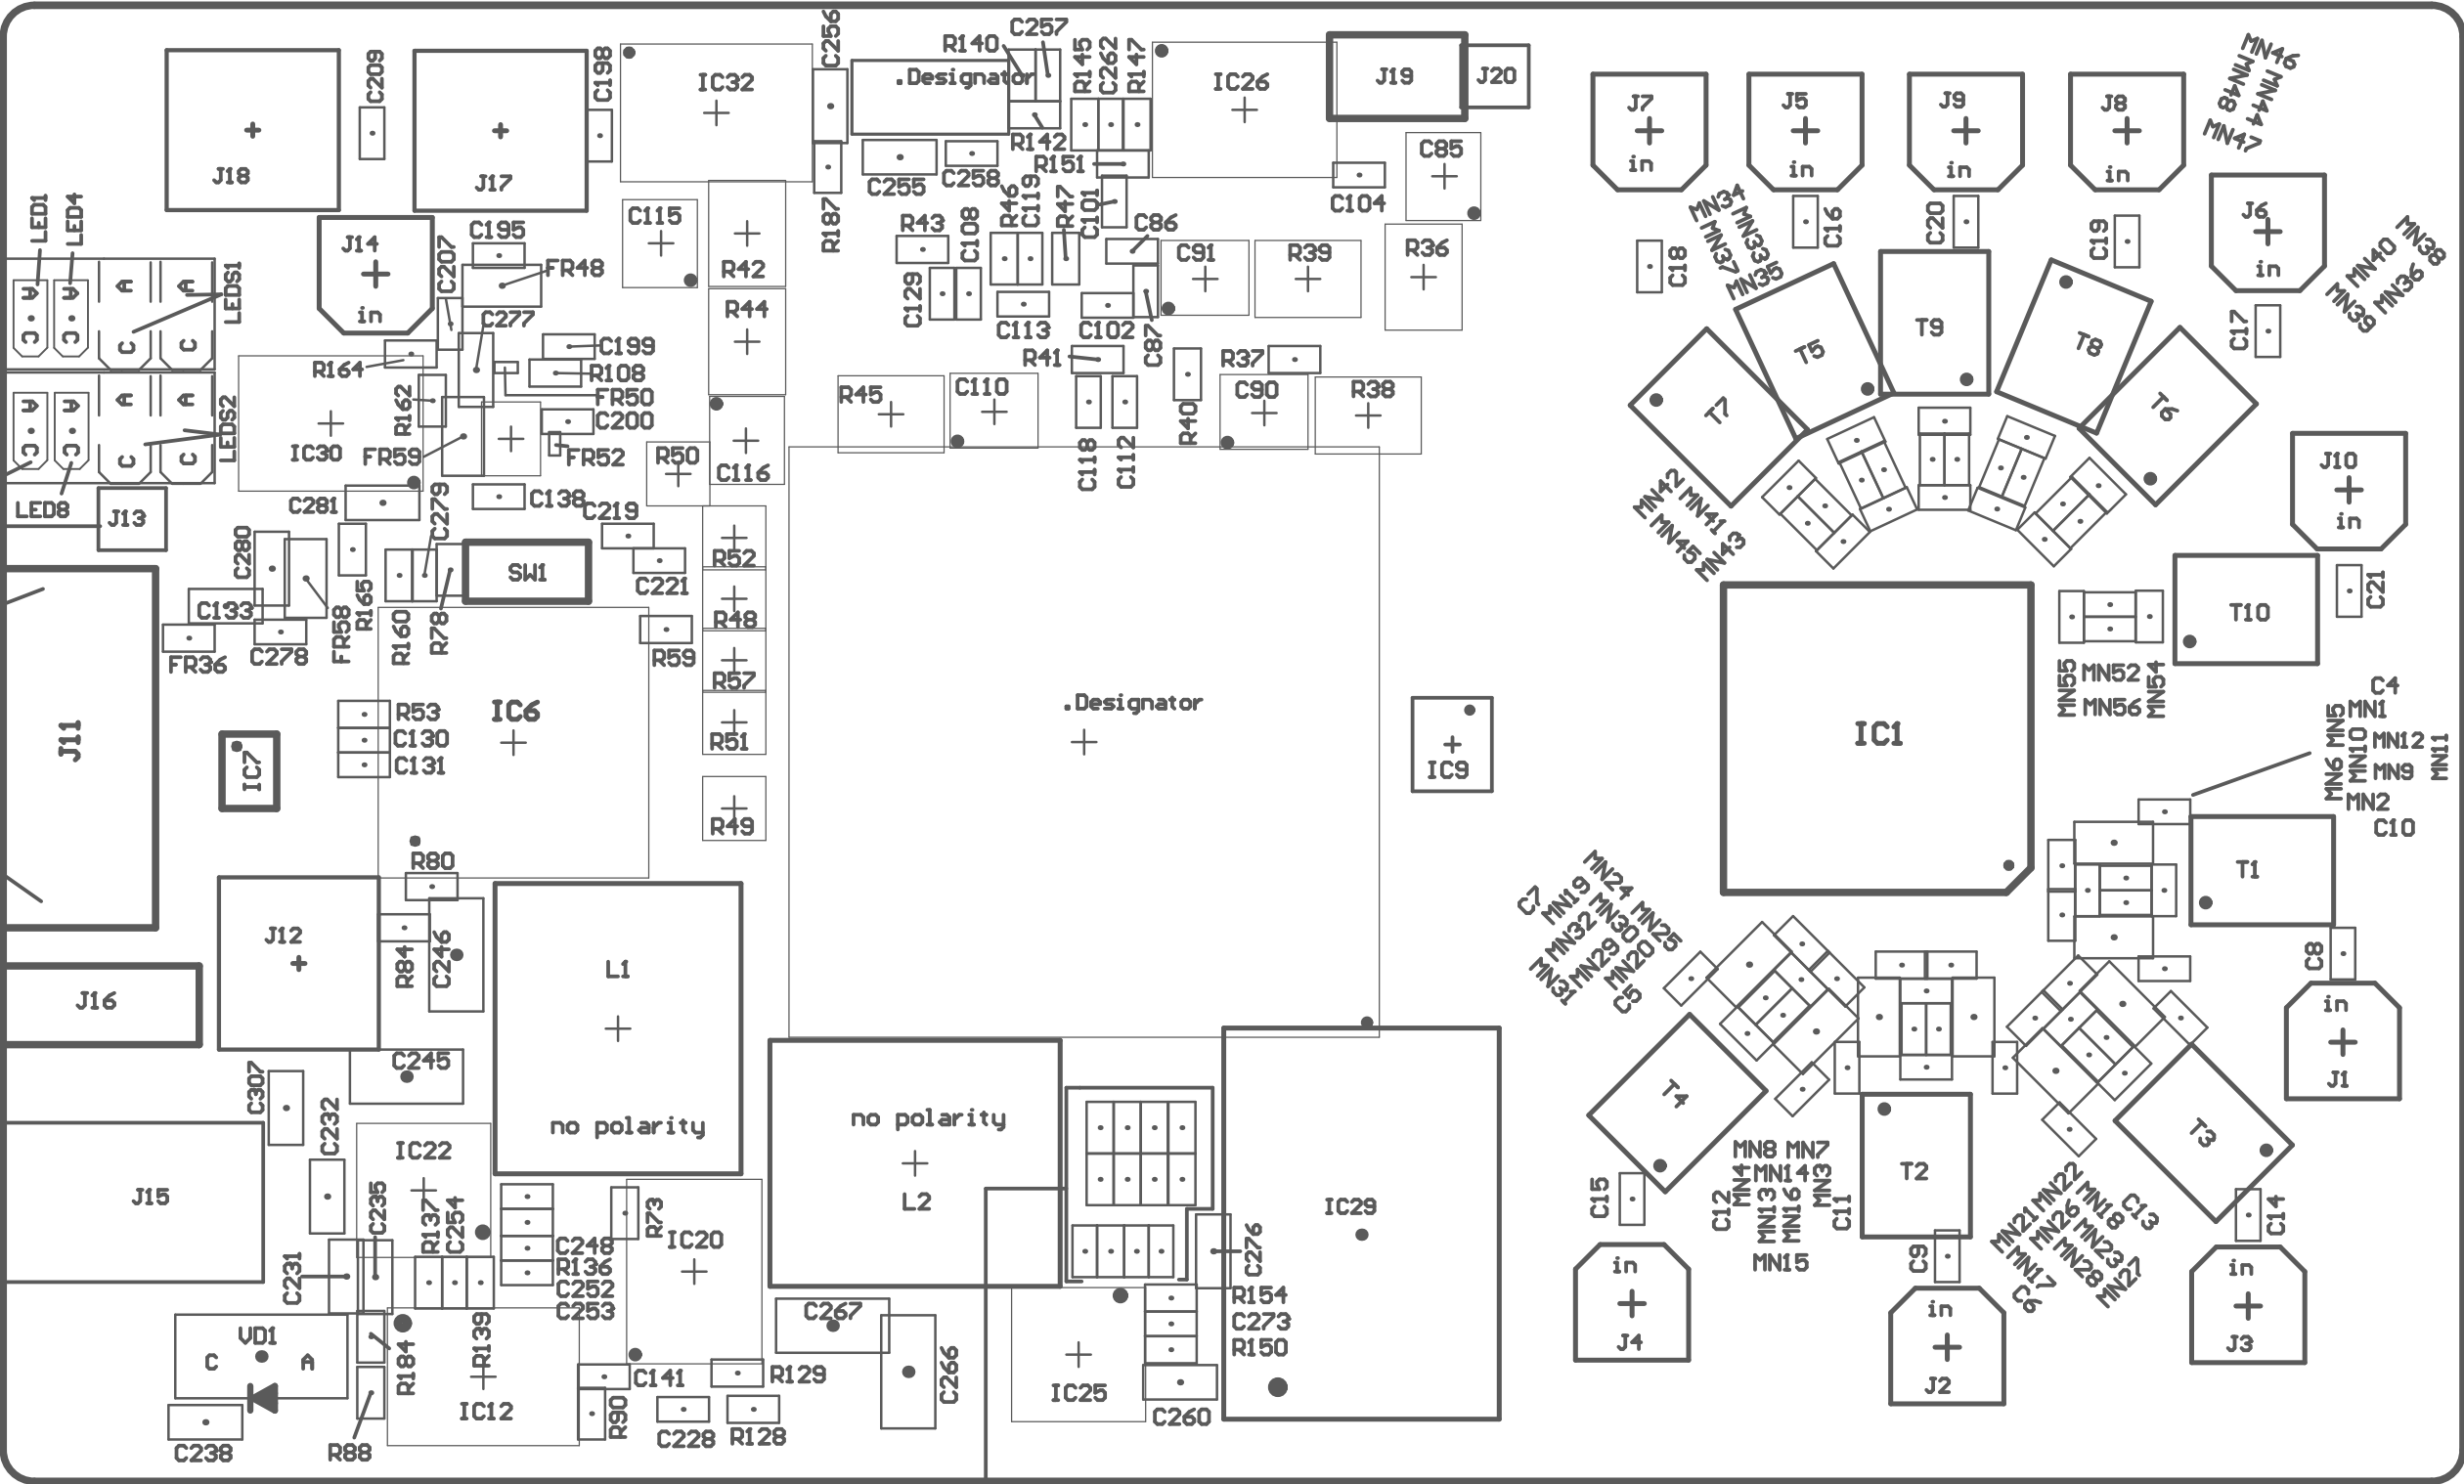 C256
C257
R140
R145
C262
R147
C209
C198
IC32
.Designator
IC26
J19
J20
MN46
MN48
MN44
MN47
J7
in
J5
in
J9
in
J8
in
J18
J17
R142
R151
C255
C258
C85
C104
LED1
LED4
J14
in
C207
C195
FR48
C115
R42
R187
R43
C108
R46
C119
R47
C101
C86
C91
R39
R36
C18
MN34
MN33
MN37
MN35
C16
C20
C19
J6
in
MN38
MN40
MN36
MN39
C17
LEDS1
A
A
A
A
C
C
C
C
R164
C277
C199
R108
FR50
C200
FR52
R44
C129
C113
C102
C87
R41
R37
R40
T5
T9
T8
T7
T6
LEDS2
A
A
A
A
C
C
C
C
IC30
R162
FR59
R50
C116
R45
C110
C118
C112
C90
R38
J10
in
LED8
J13
C281
C279
C138
C219
C221
MN42
MN41
MN45
MN43
C280
C133
FR58
R165
R160
R78
SW1
R52
R48
R57
R51
R49
R59
FR36
C278
T10
C21
MN55
MN52
MN56
MN54
J11
IC7
R53
C130
C131
IC6
.Designator
IC9
IC1
C4
MN1
MN5
MN10
MN12
MN6
MN9
MN11
MN2
C10
R80
J12
R84
C246
L1
T1
C8
C7
MN19
MN24
MN30
MN25
MN32
MN29
MN20
MN31
C5
J16
C245
C307
C232
no polarity
no polarity
L2
IC29
T4
T2
T3
in
J1
J15
IC22
C235
R137
C254
R73
IC20
C248
R136
C252
C253
C231
C276
R154
C273
R150
C15
MN8
MN7
MN4
MN14
MN3
C12
MN13
MN16
C11
MN15
C9
MN22
MN18
C13
MN21
MN26
MN23
MN17
MN28
MN27
C6
C14
VD1
C
A
R184
R139
IC12
C141
R90
R129
C267
C266
IC25
C260
in
J4
in
J2
in
J3
C238
R88
C228
R128